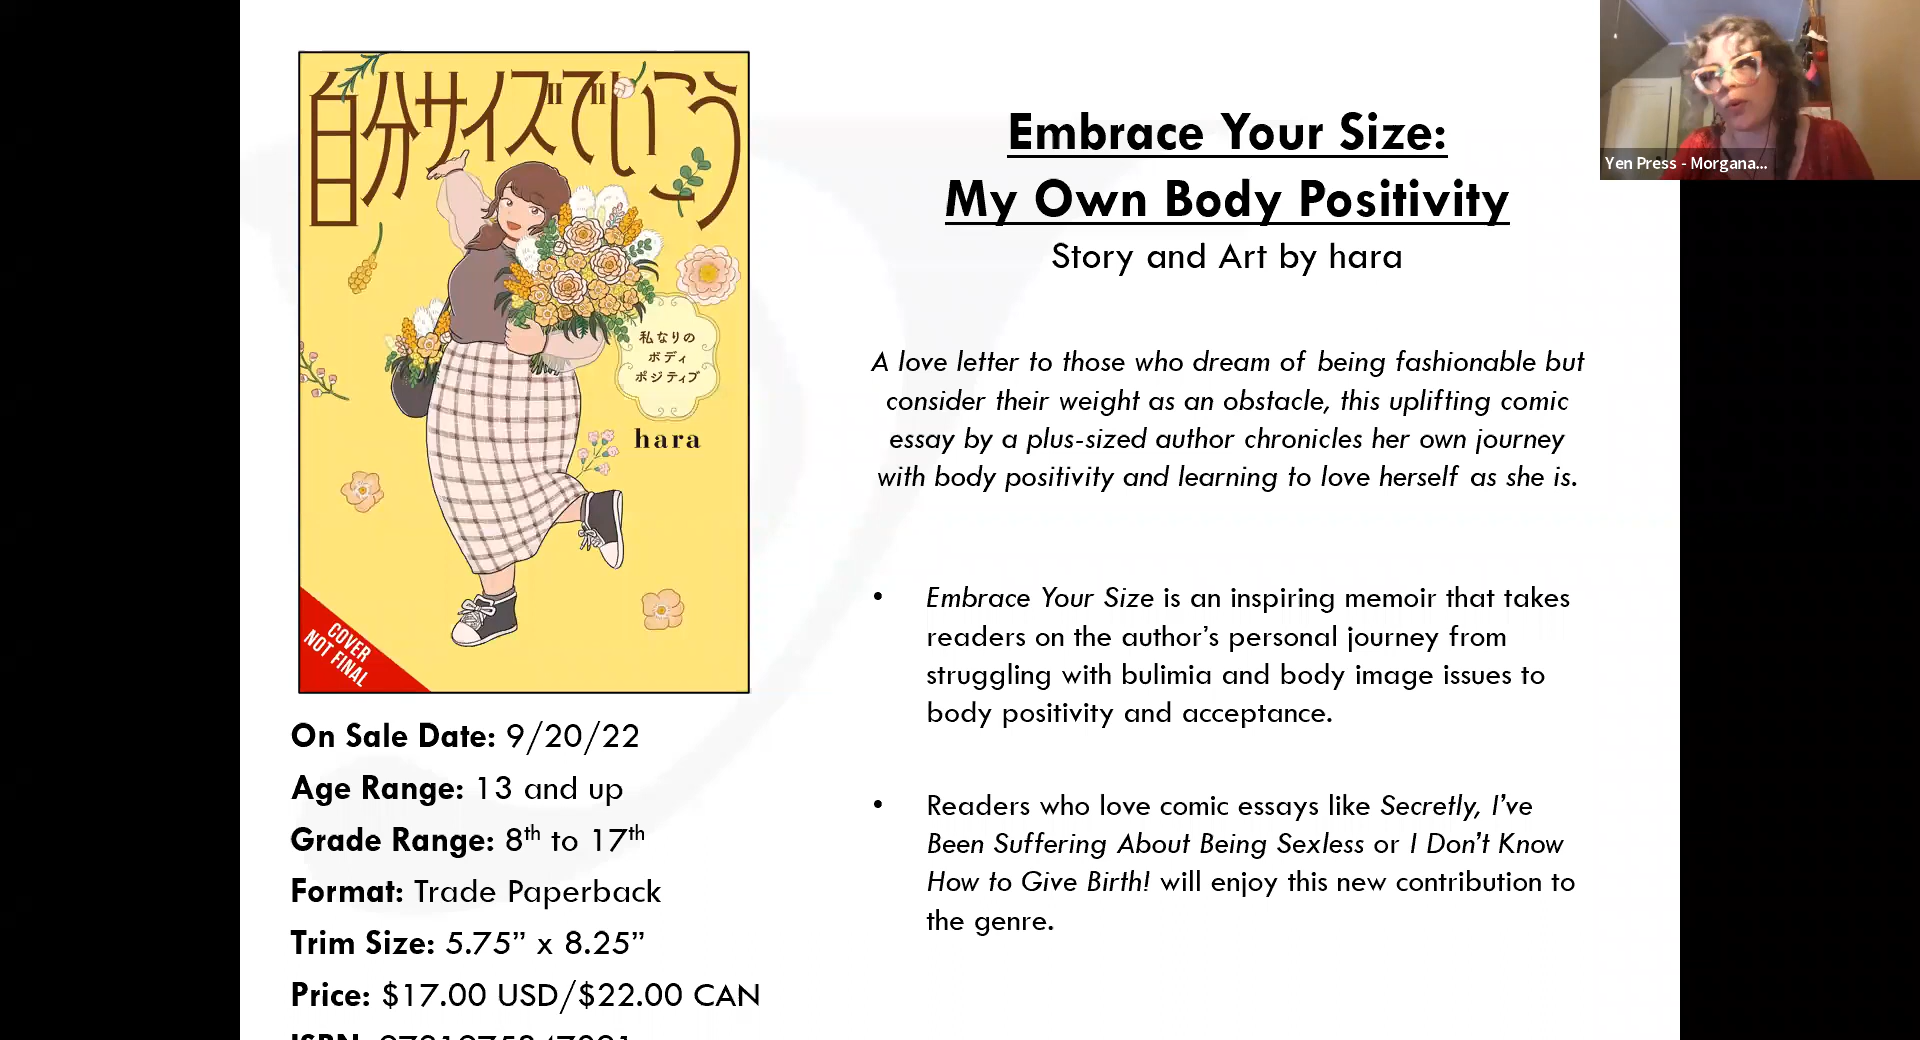 自分サイズでいこう
私なりの
ボディ
ポジティブ
hara
COVER
NOT FINAL
On Sale Date: 9/20/22
Age Range: 13 and up
Grade Range: 8th to 17th
Format: Trade Paperback
Trim Size: 5.75” x 8.25”
Price: $17.00 USD/$22.00 CAN
ISBN:
Embrace Your Size:
My Own Body Positivity
Story and Art by hara
A love letter to those who dream of being fashionable but
consider their weight as an obstacle, this uplifting comic
essay by a plus-sized author chronicles her own journey
with body positivity and learning to love herself as she is.
• Embrace Your Size is an inspiring memoir that takes
readers on the author’s personal journey from
struggling with bulimia and body image issues to
body positivity and acceptance.
• Readers who love comic essays like Secretly, I’ve
Been Suffering About Being Sexless or I Don’t Know
How to Give Birth! will enjoy this new contribution to
the genre.
Yen Press - Morgana...